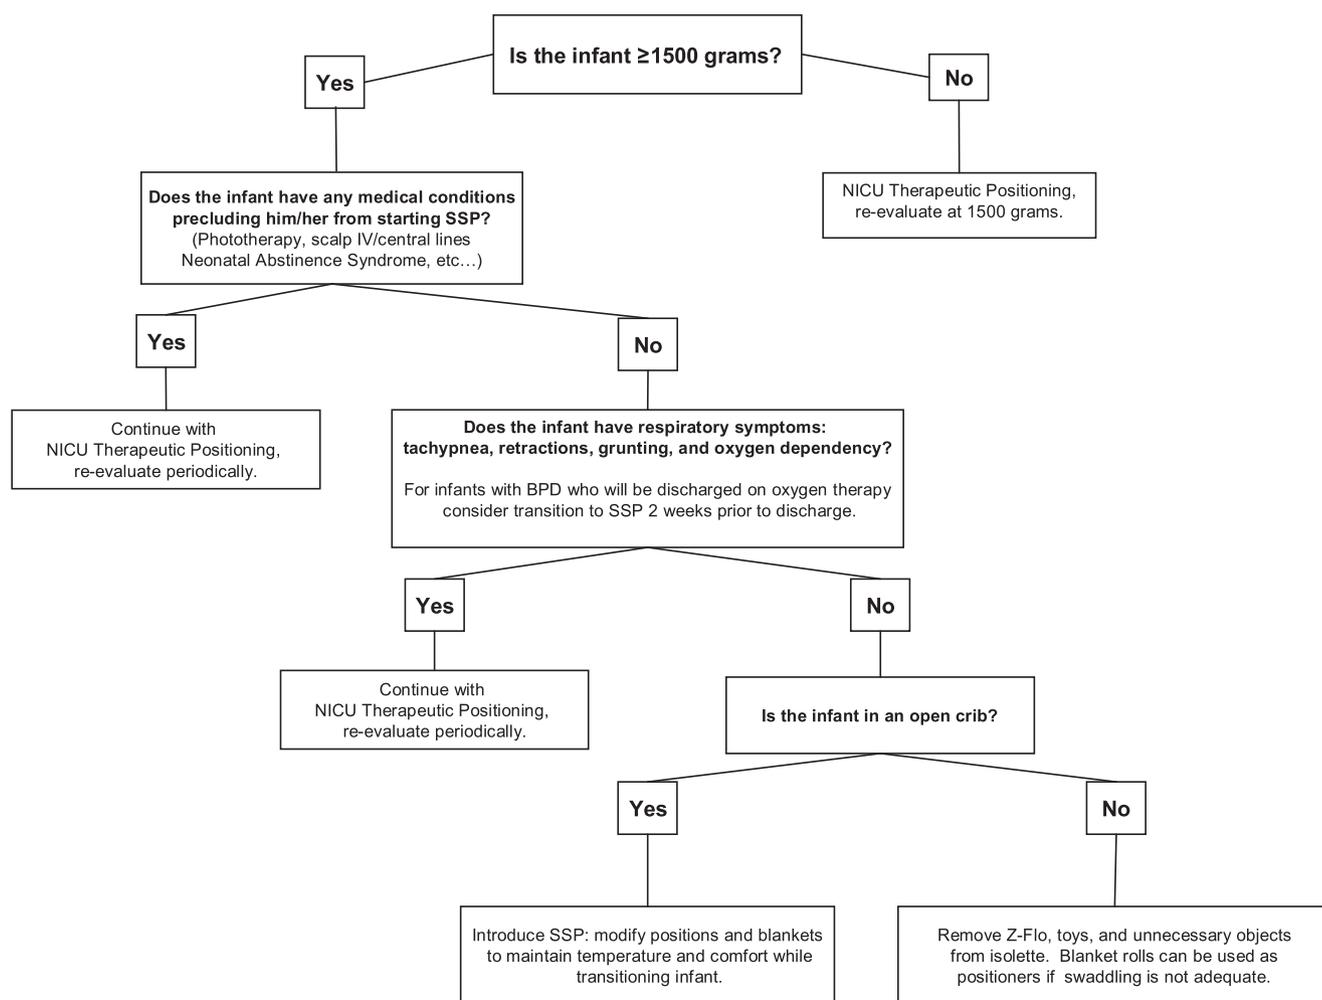 Is the infant ≥1500 grams?
Yes
No
Does the infant have any medical conditions
precluding him/her from starting SSP?
(Phototherapy, scalp IV/central lines
Neonatal Abstinence Syndrome, etc…)
NICU Therapeutic Positioning,
re-evaluate at 1500 grams.
Yes
No
Continue with
NICU Therapeutic Positioning,
re-evaluate periodically.
Does the infant have respiratory symptoms:
tachypnea, retractions, grunting, and oxygen dependency?
For infants with BPD who will be discharged on oxygen therapy
consider transition to SSP 2 weeks prior to discharge.
Yes
No
Continue with
NICU Therapeutic Positioning,
re-evaluate periodically.
Is the infant in an open crib?
Yes
No
Introduce SSP: modify positions and blankets
to maintain temperature and comfort while
transitioning infant.
Remove Z-Flo, toys, and unnecessary objects
from isolette.  Blanket rolls can be used as
positioners if  swaddling is not adequate.